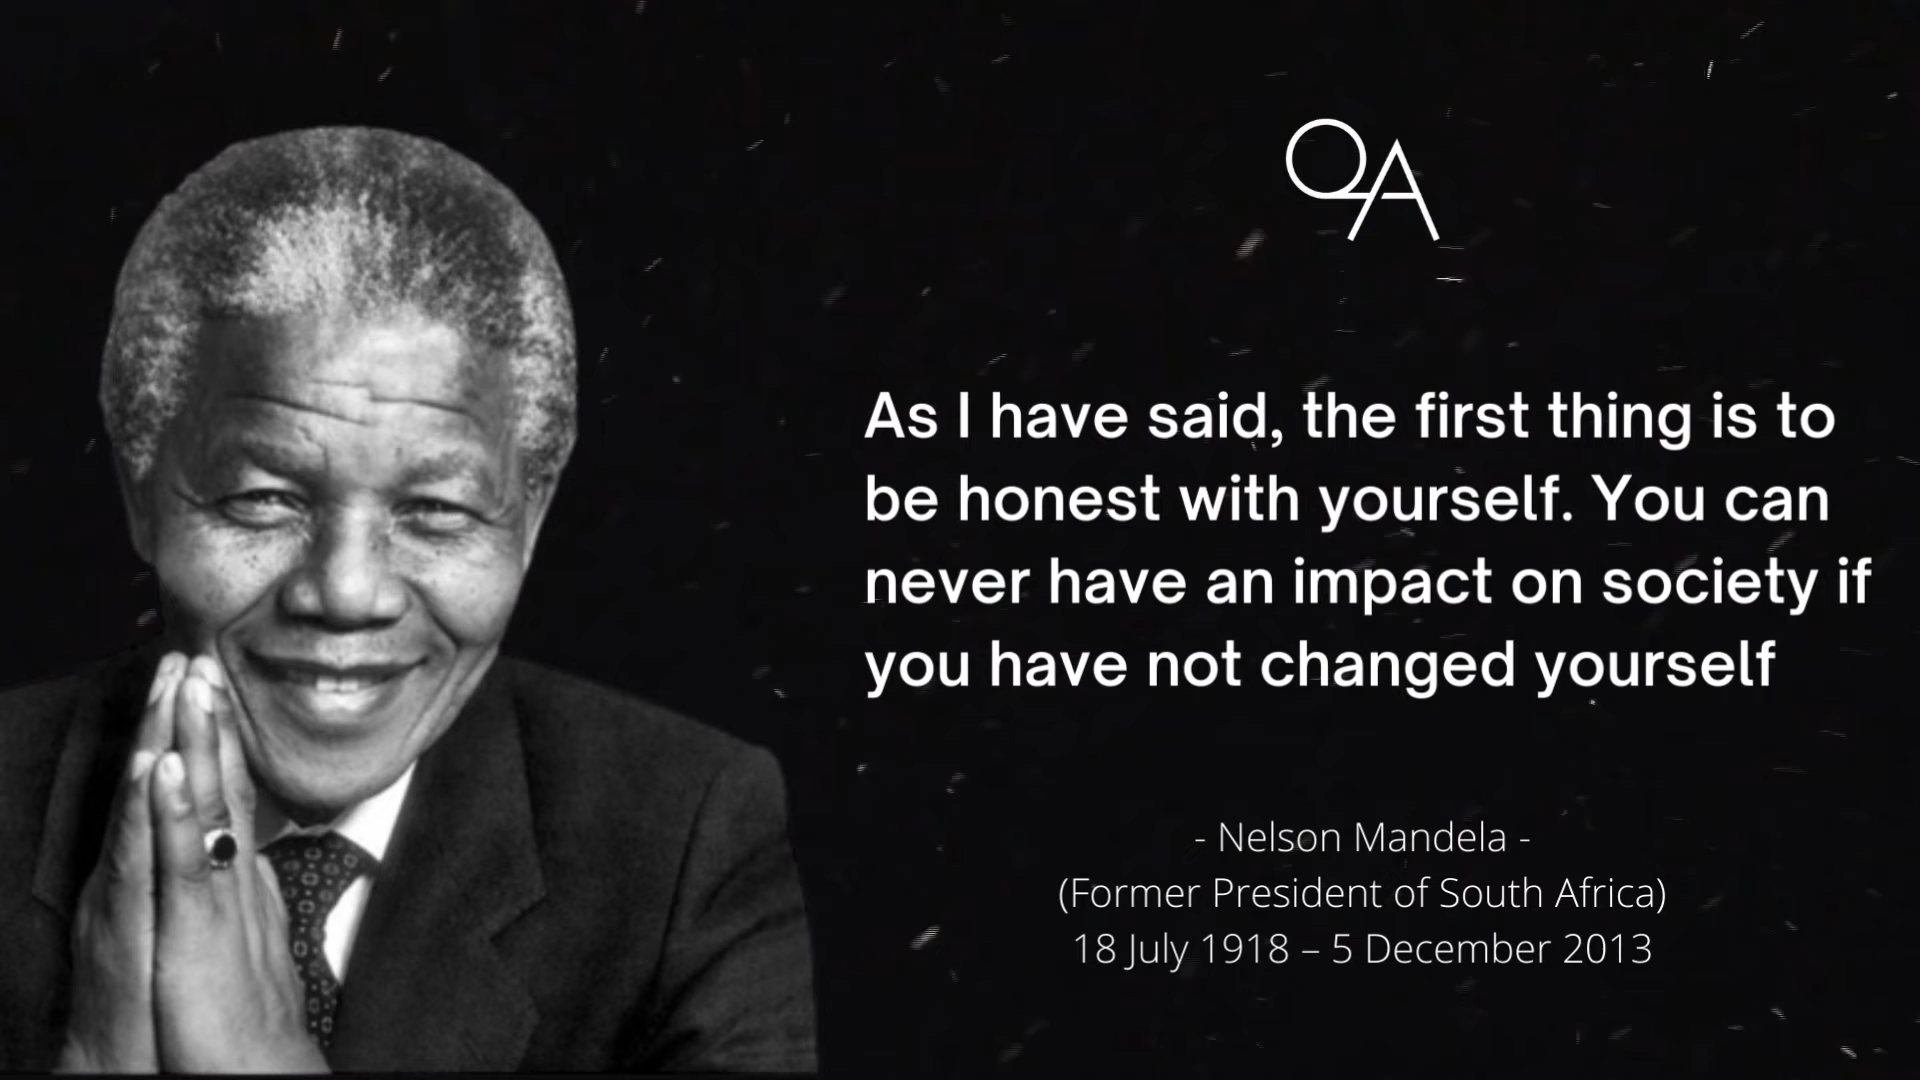 QA
As I have said, the first thing is to
be honest with yourself. You can
never have an impact on society if
you have not changed yourself
- Nelson Mandela -
(Former President of South Africa)
18 July 1918 – 5 December 2013